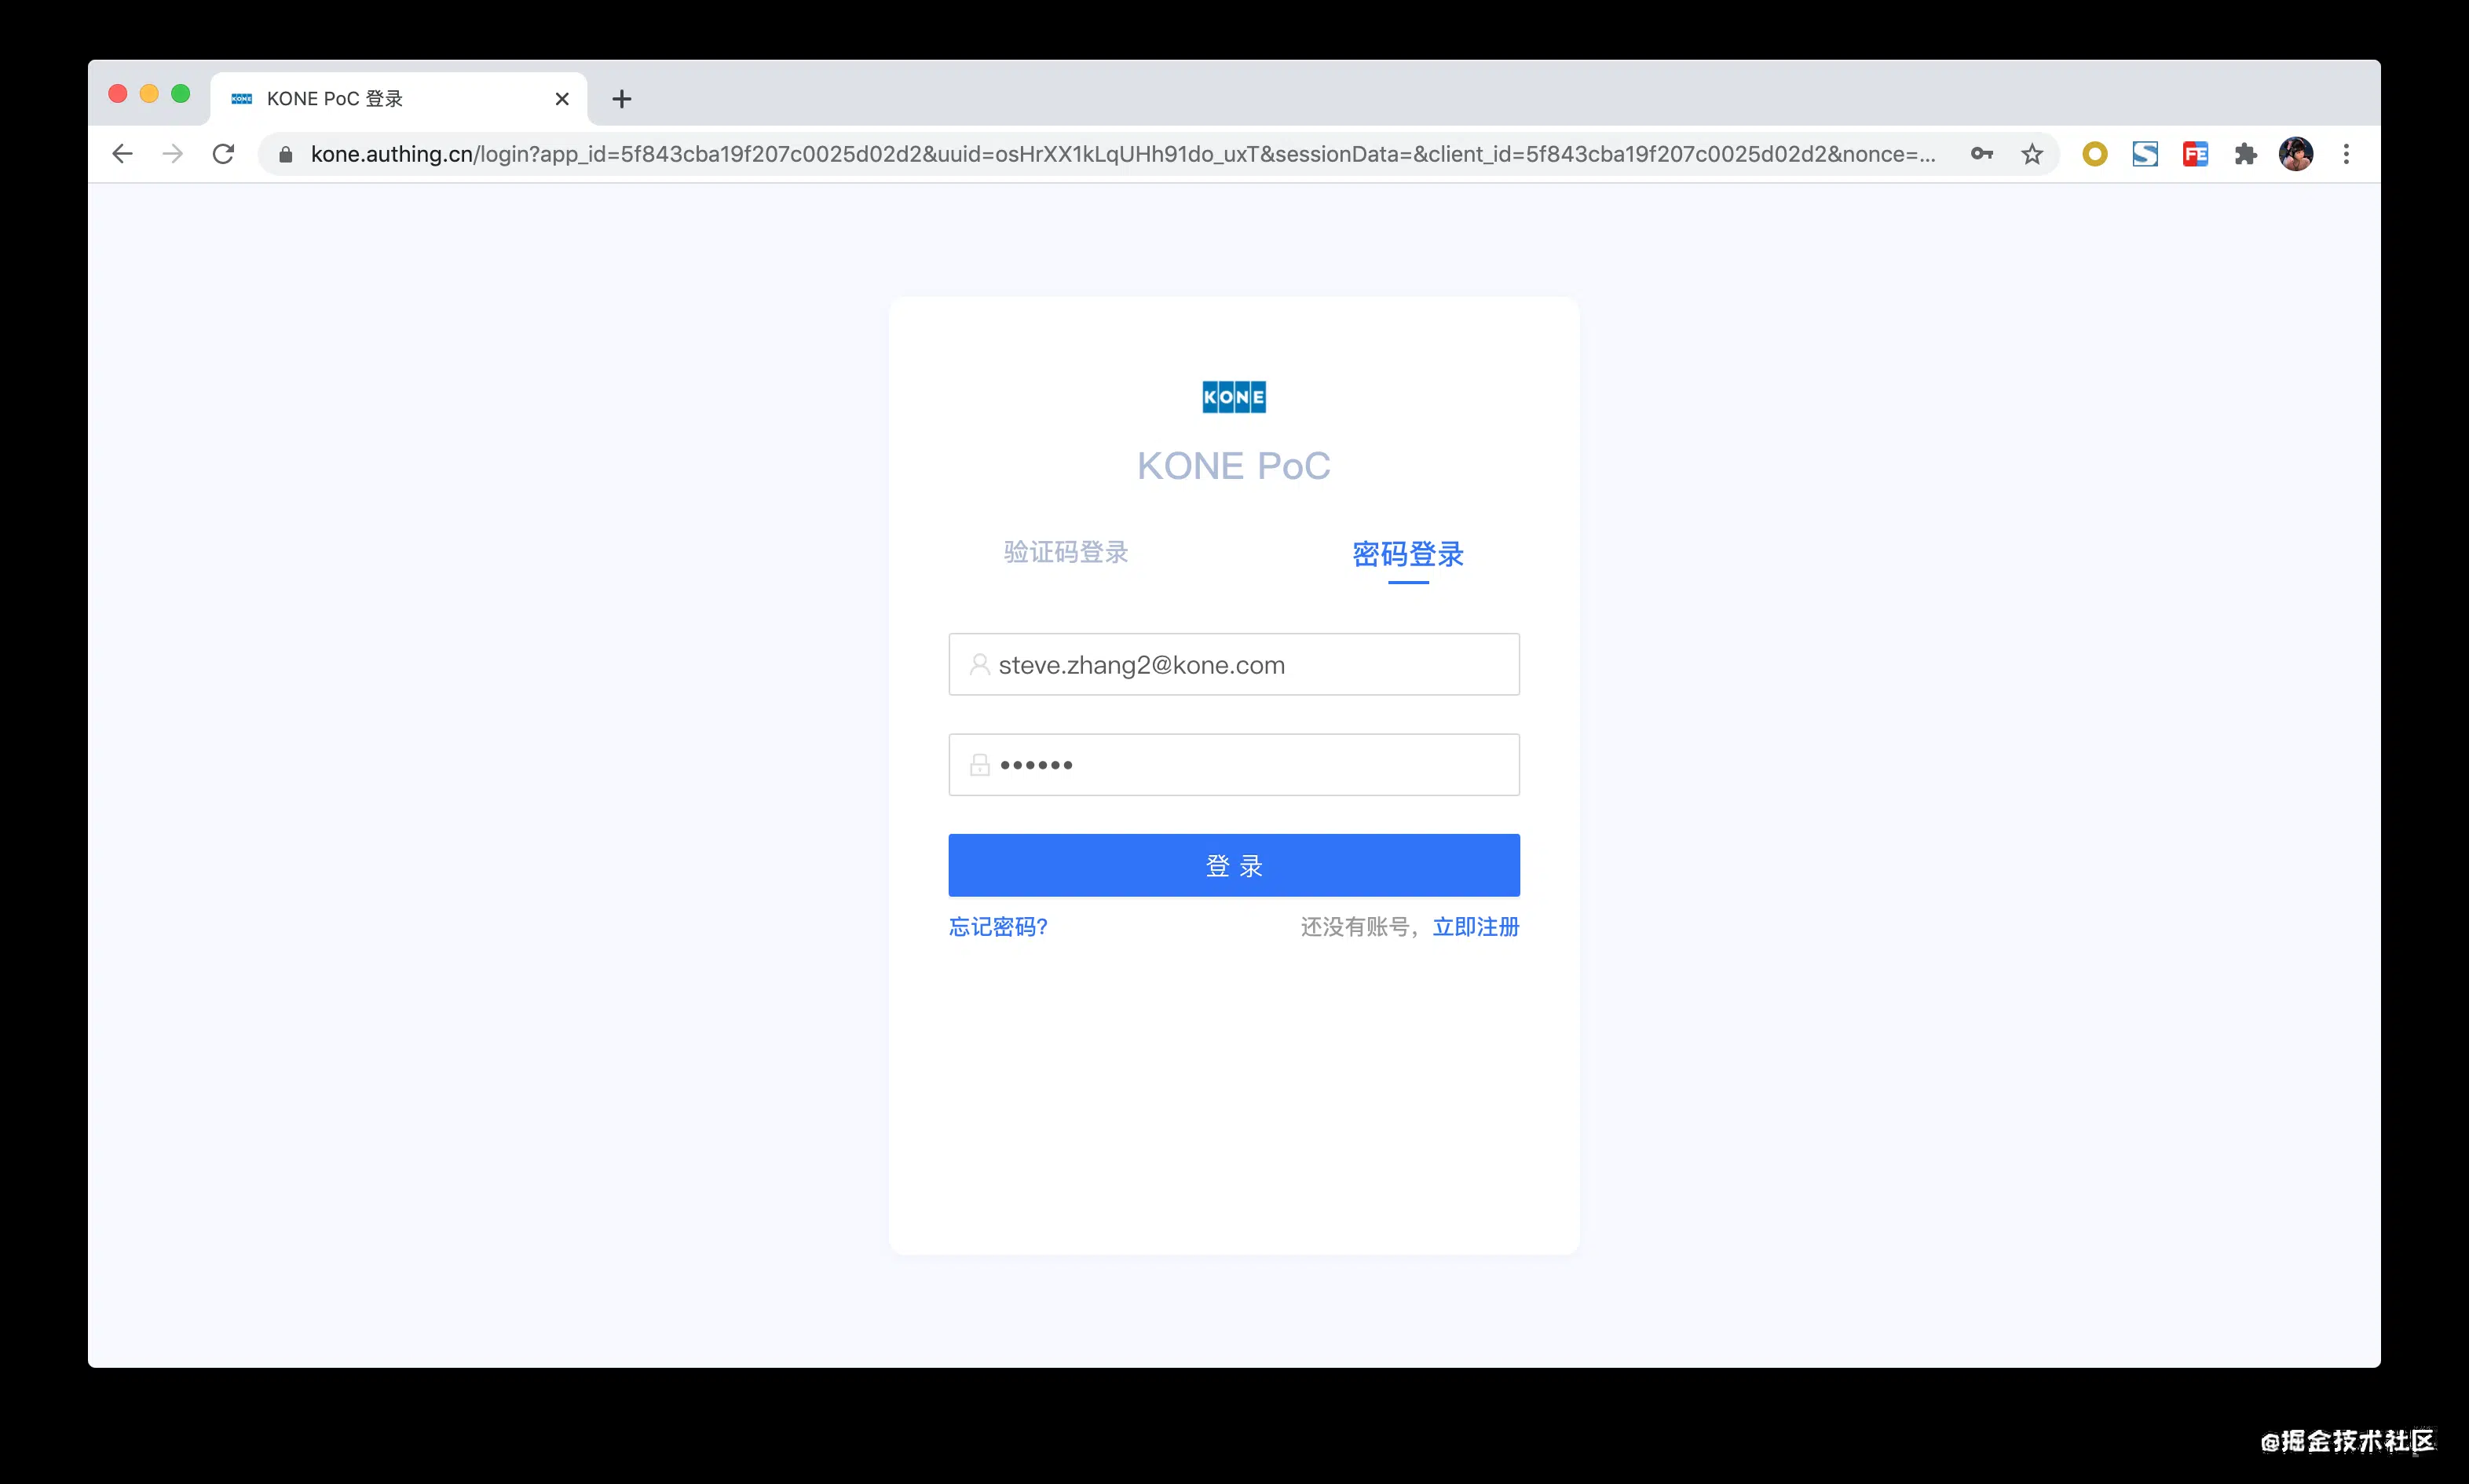 KONE PoC 登录
kone.authing.cn/login?app_id=5f843cba19f207c0025d02d2&uuid=osHrXX1kLqUHh91do_uxT&sessionData=&client_id=5f843cba19f207c0025d02d2&nonce=...
FE
KONE
KONE PoC
验证码登录 密码登录
steve.zhang2@kone.com
••••••
登 录
忘记密码? 还没有账号，立即注册
@掘金技术社区